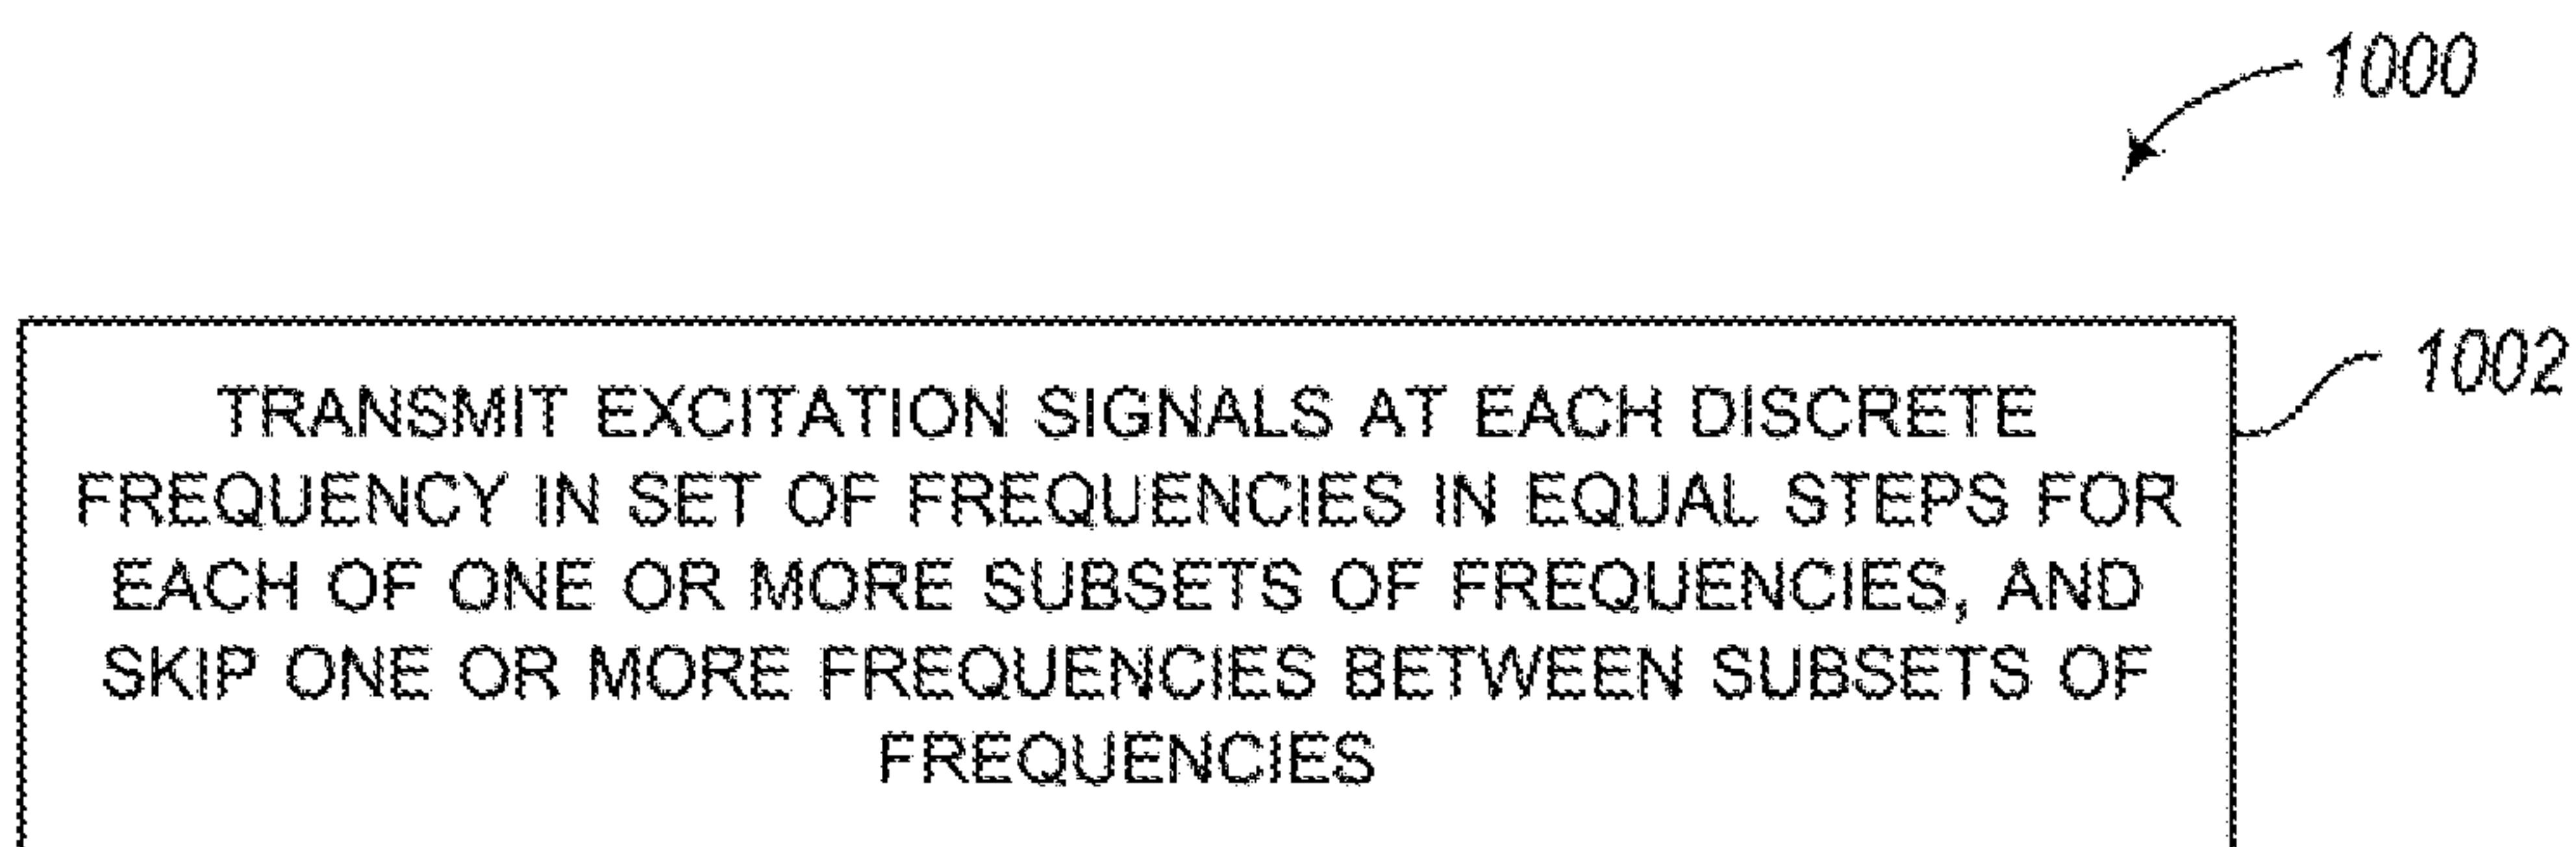 1000
1002
TRANSMIT EXCITATION SIGNALS AT EACH DISCRETE
FREQUENCY IN SET OF FREQUENCIES IN EQUAL STEPS FOR
EACH OF ONE OR MORE SUBSETS OF FREQUENCIES, AND
SKIP ONE OR MORE FREQUENCIES BETWEEN SUBSETS OF
FREQUENCIES